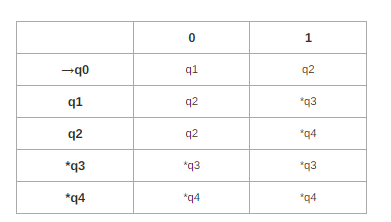 0 1
→q0 q1 q2
q1 q2 *q3
q2 q2 *q4
*q3 *q3 *q3
*q4 *q4 *q4